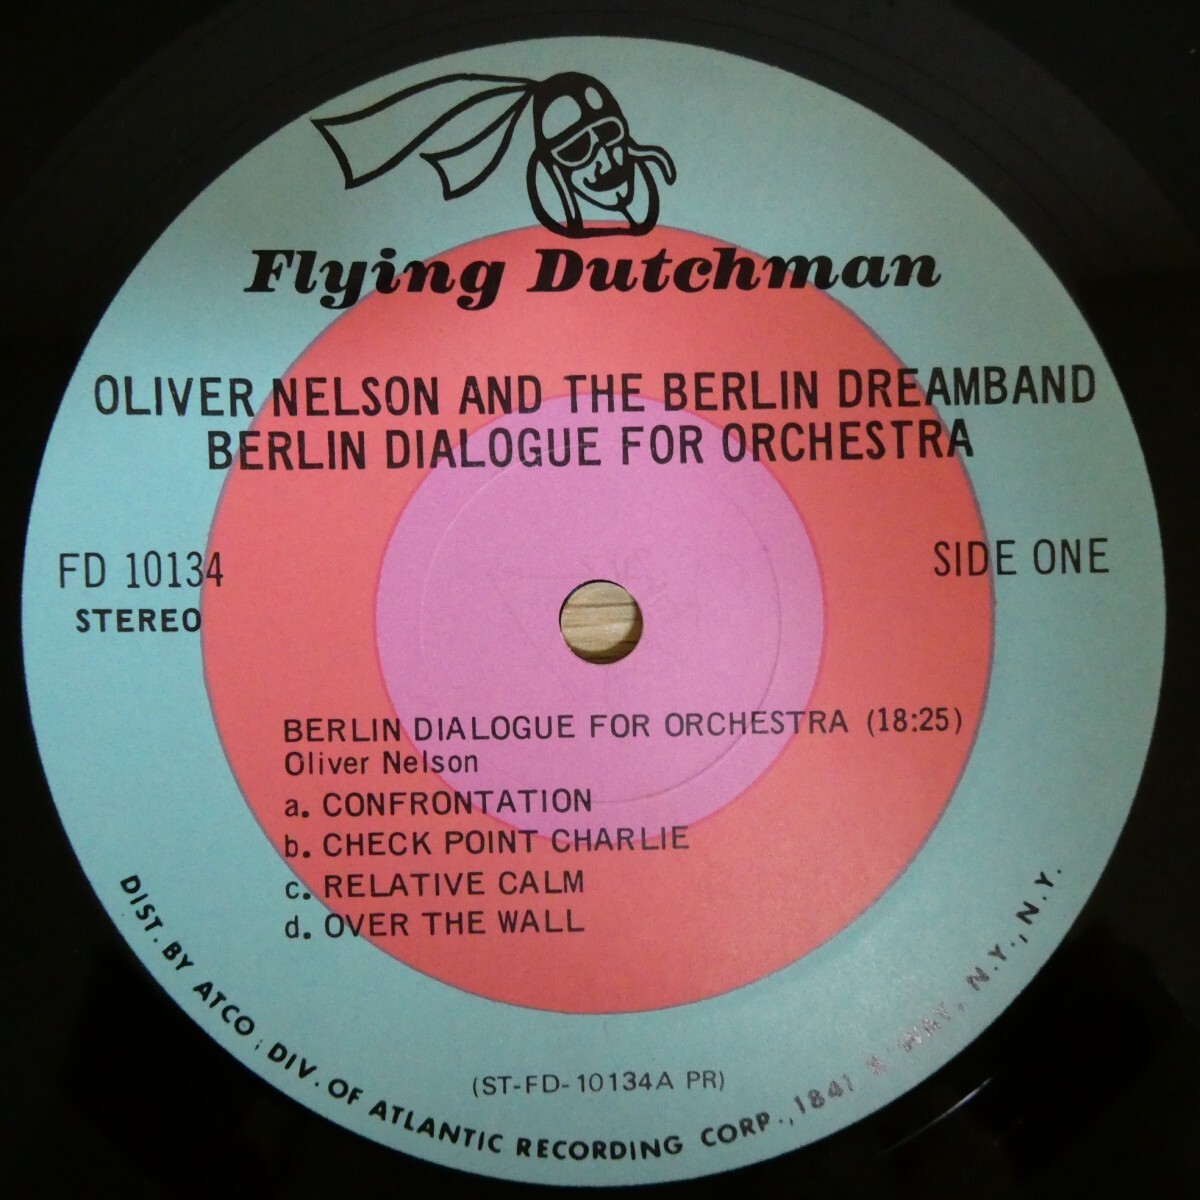 Flying Dutchman
OLIVER NELSON AND THE BERLIN DREAMBAND
BERLIN DIALOGUE FOR ORCHESTRA
FD 10134
STEREO
SIDE ONE
BERLIN DIALOGUE FOR ORCHESTRA (18:25)
Oliver Nelson
a. CONFRONTATION
b. CHECK POINT CHARLIE
c. RELATIVE CALM
d. OVER THE WALL
(ST-FD-10134A PR)
DIST. BY ATCO; DIV. OF ATLANTIC RECORDING CORP., 1841 WAY, N.Y., N.Y.